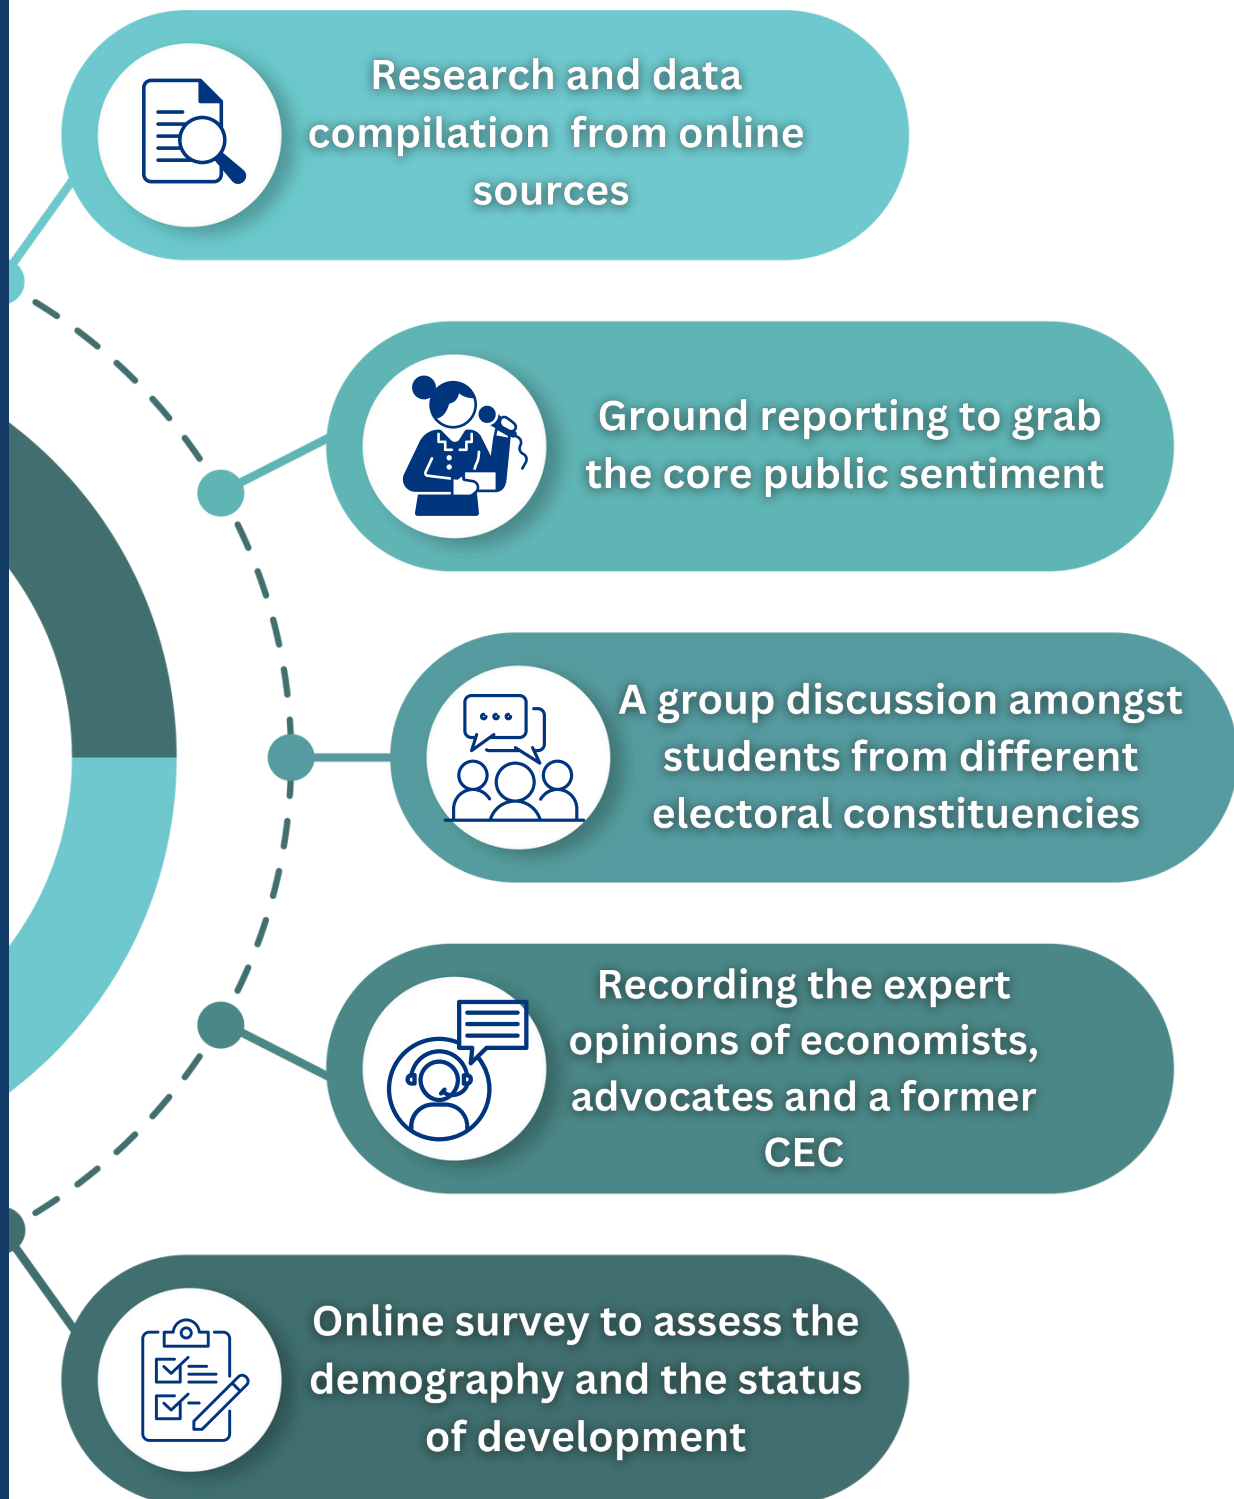 Research and data
compilation from online
sources
Ground reporting to grab
the core public sentiment
A group discussion amongst
students from different
electoral constituencies
Recording the expert
opinions of economists,
advocates and a former
CEC
Online survey to assess the
demography and the status
of development